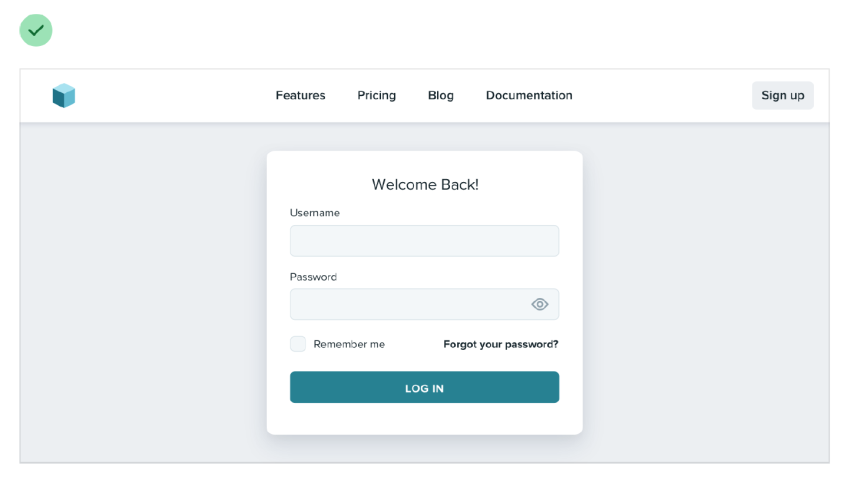 Features Pricing Blog Documentation Sign up
Welcome Back!
Username
Password
Remember me Forgot your password?
LOG IN